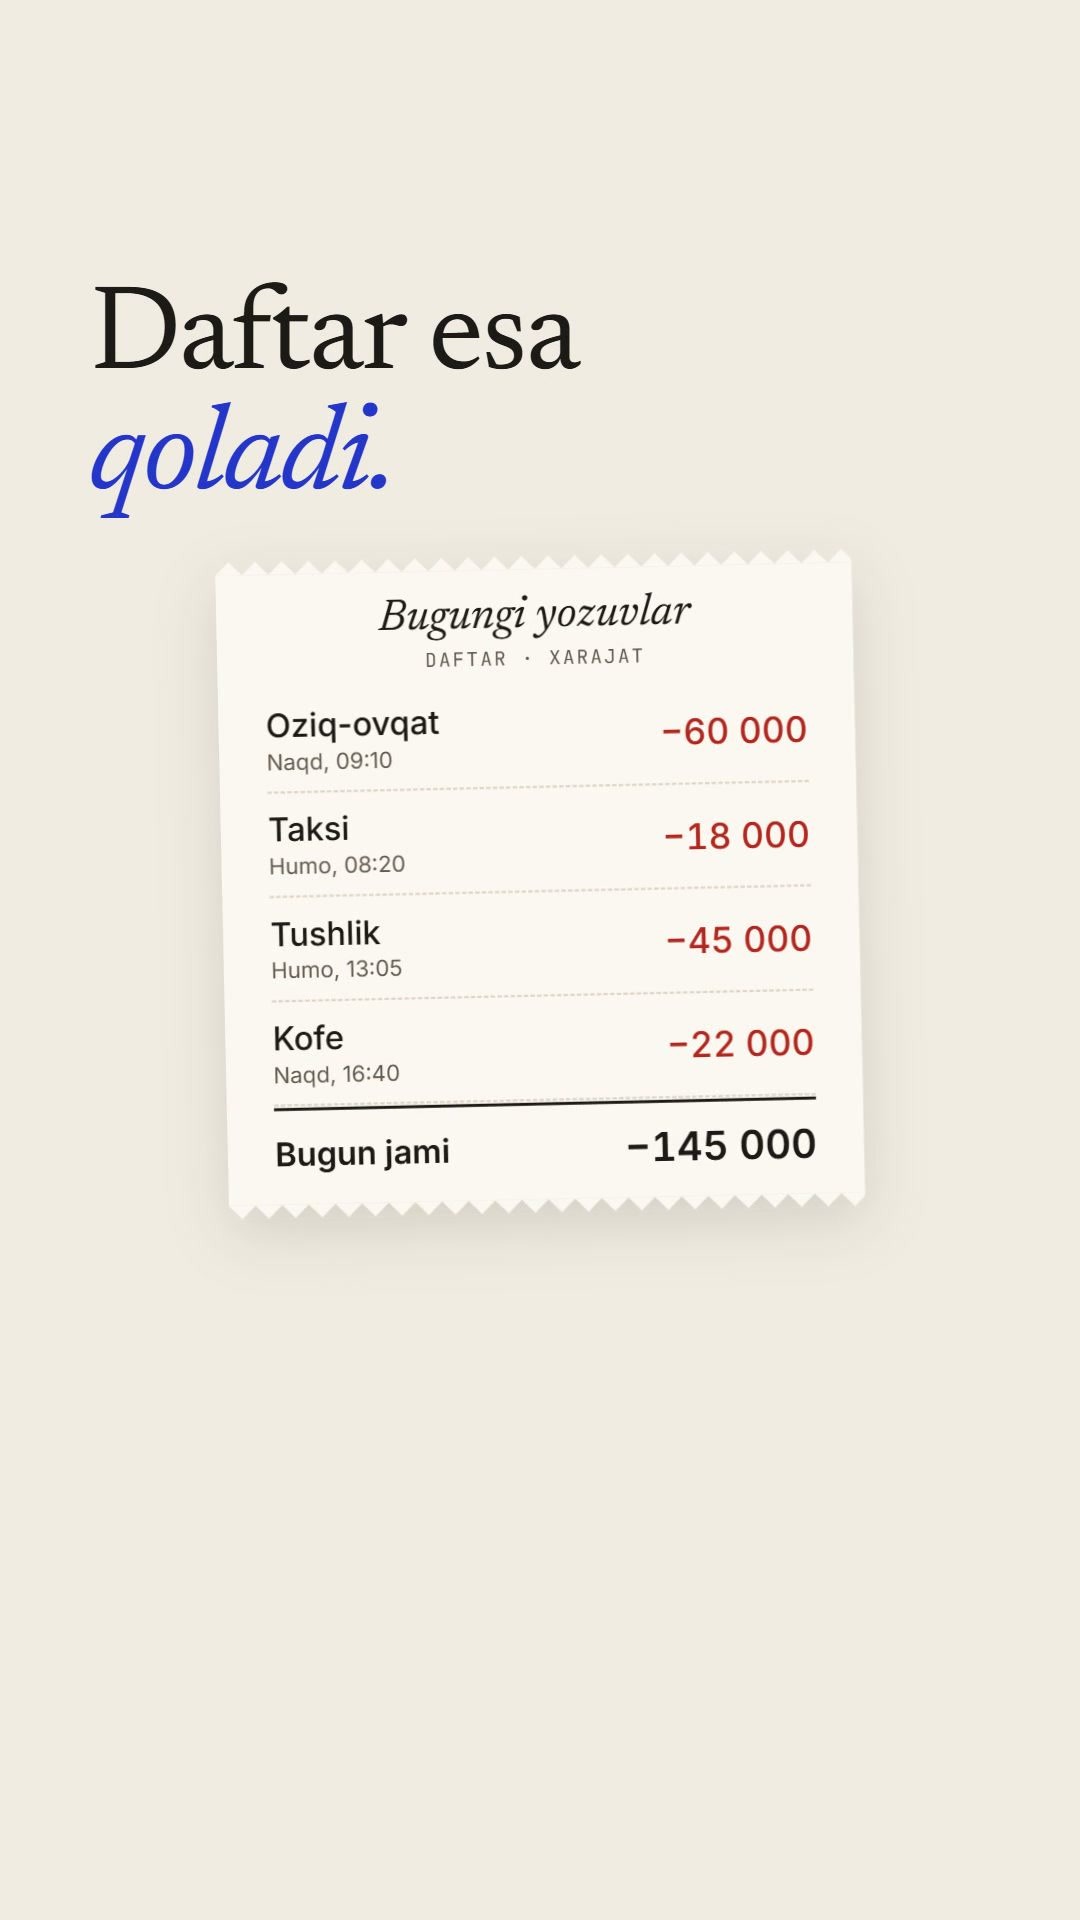 Daftar esa
qoladi.
Bugungi yozuvlar
DAFTAR · XARAJAT
Oziq-ovqat −60 000
Naqd, 09:10
Taksi −18 000
Humo, 08:20
Tushlik −45 000
Humo, 13:05
Kofe −22 000
Naqd, 16:40
Bugun jami −145 000